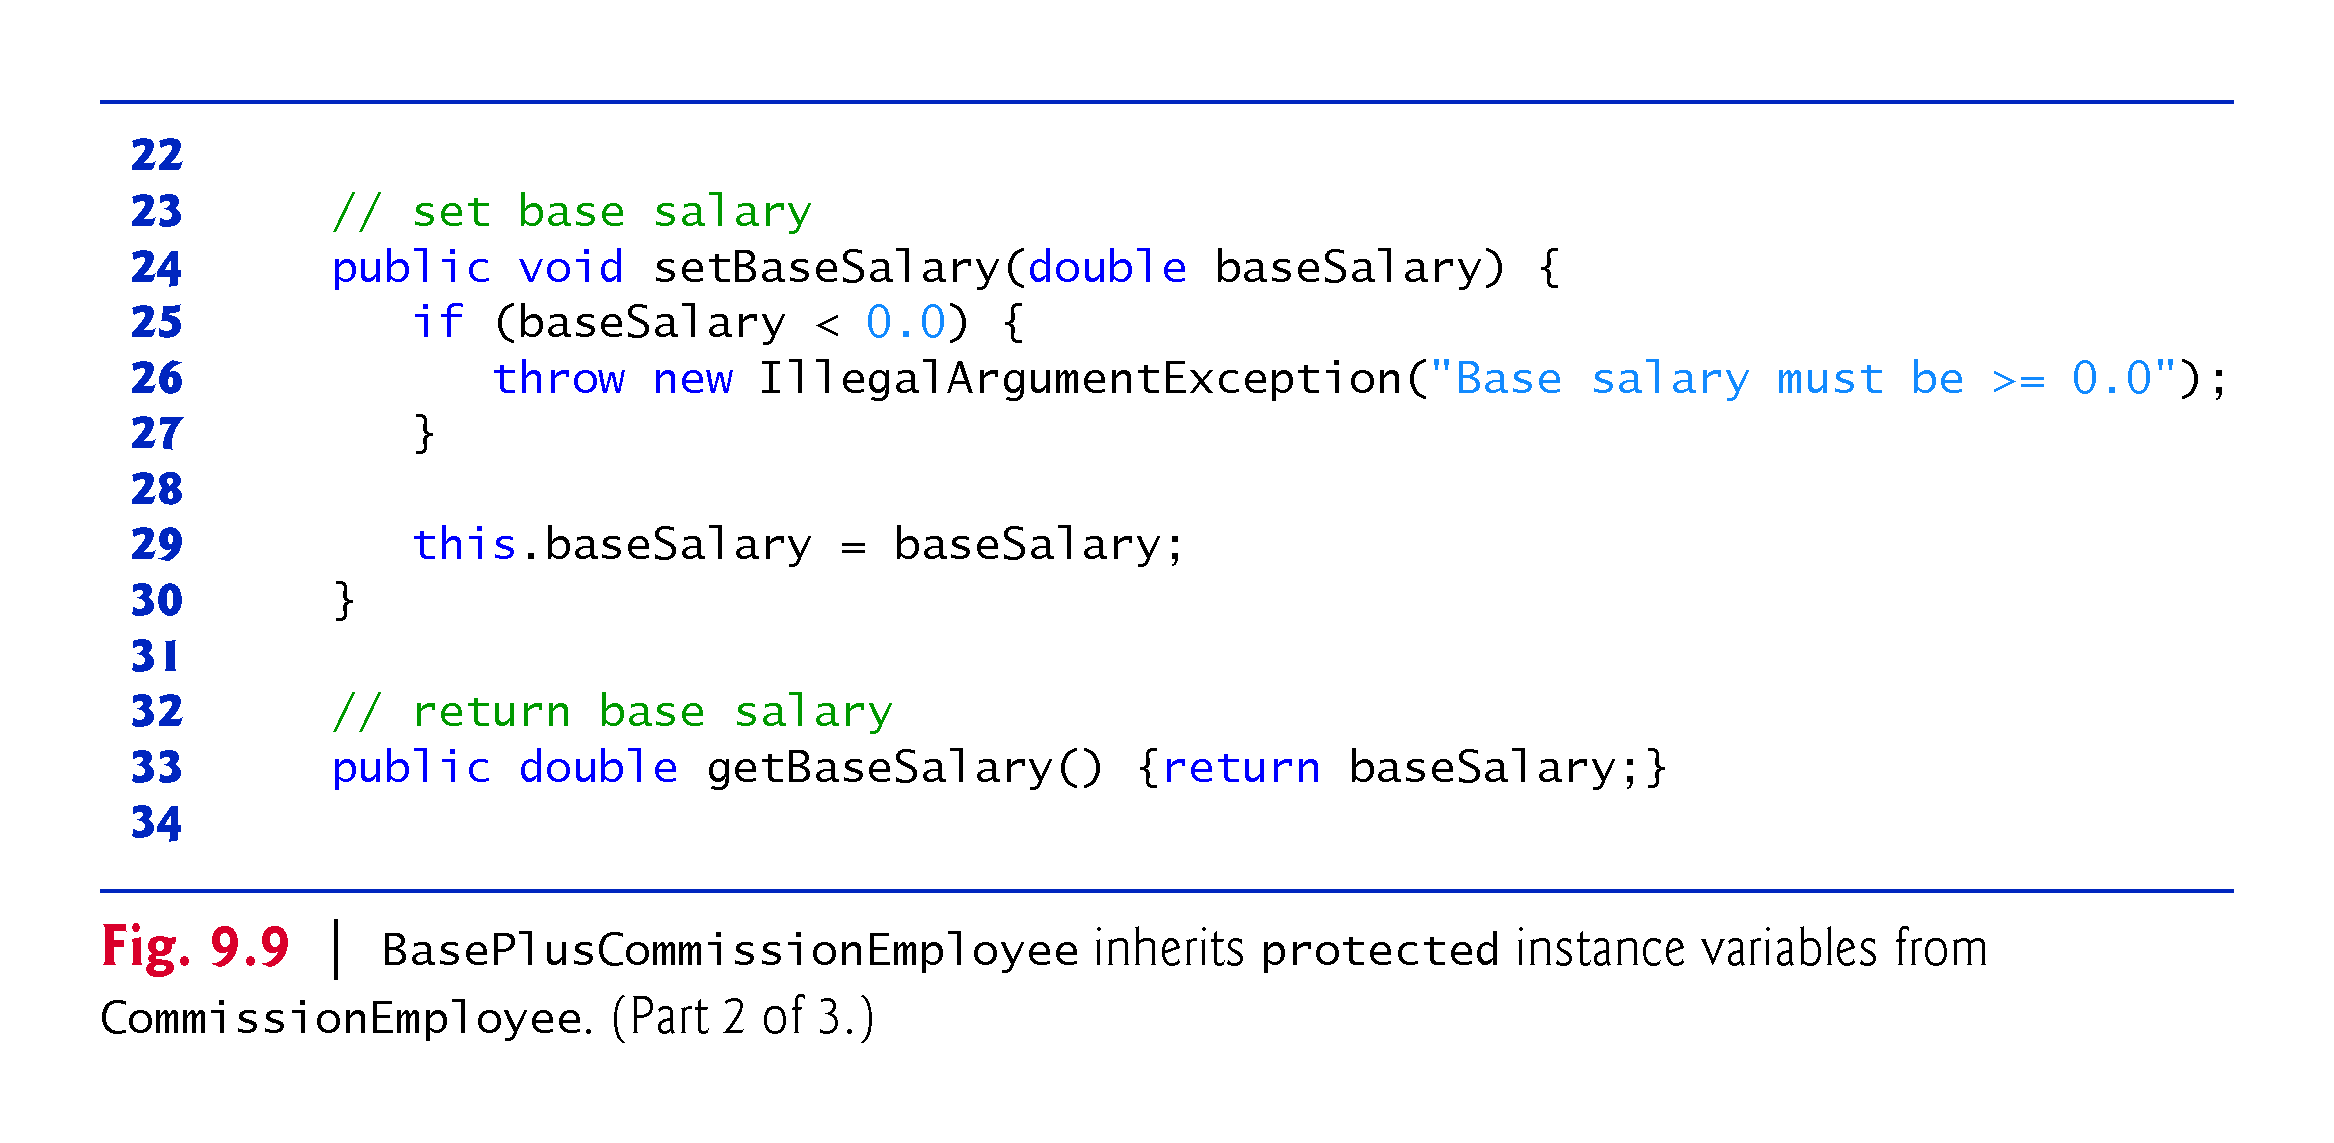 22
23 // set base salary
24 public void setBaseSalary(double baseSalary) {
25 if (baseSalary < 0.0) {
26 throw new IllegalArgumentException("Base salary must be >= 0.0");
27 }
28
29 this.baseSalary = baseSalary;
30 }
31
32 // return base salary
33 public double getBaseSalary() {return baseSalary;}
34
Fig. 9.9 | BasePlusCommissionEmployee inherits protected instance variables from
CommissionEmployee. (Part 2 of 3.)